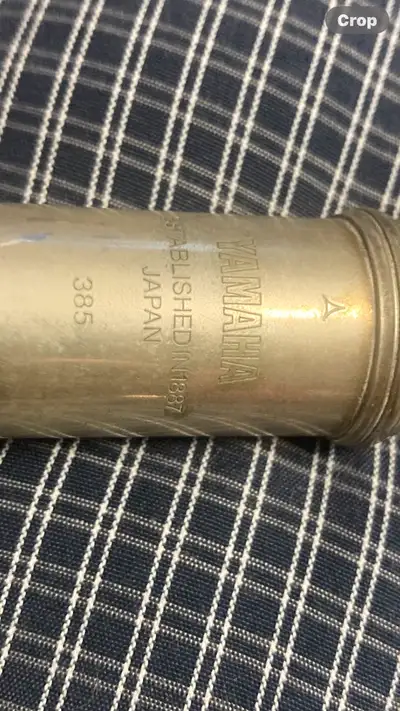 Crop
YAMAHA
ESTABLISHED IN 1887
JAPAN
385